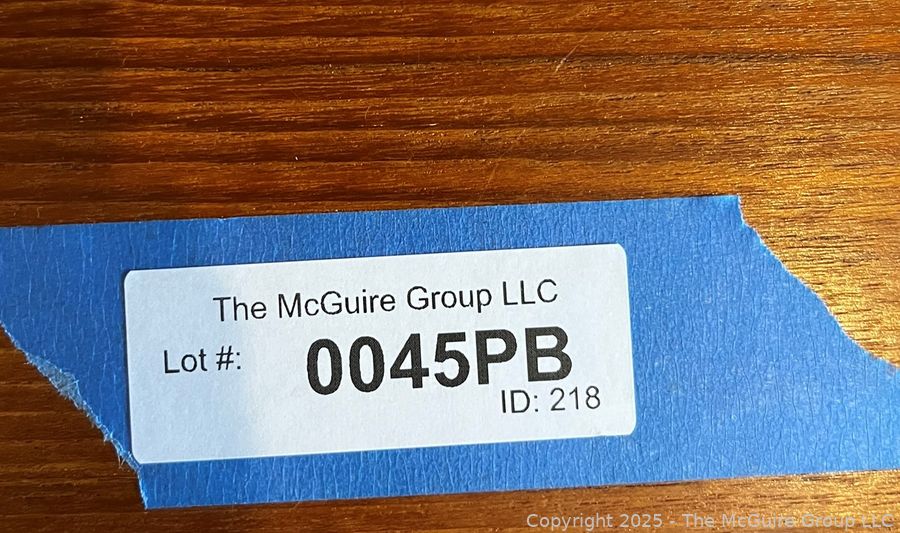 The McGuire Group LLC
Lot #: 0045PB
ID: 218
Copyright 2025 - The McGuire Group LLC